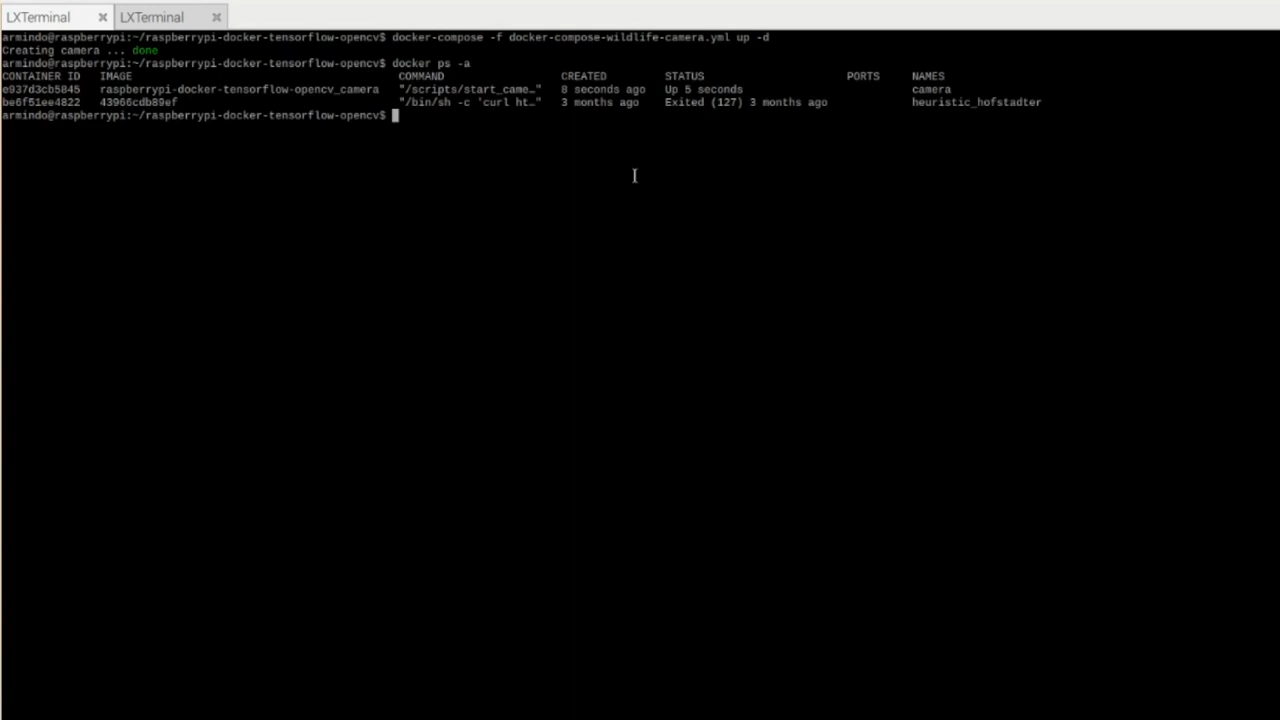 LXTerminal LXTerminal
armindo@raspberrypi:~/raspberrypi-docker-tensorflow-opencv$ docker-compose -f docker-compose-wildlife-camera.yml up -d
Creating camera ... done
armindo@raspberrypi:~/raspberrypi-docker-tensorflow-opencv$ docker ps -a
CONTAINER ID IMAGE COMMAND CREATED STATUS PORTS NAMES
e937d3cb5845 raspberrypi-docker-tensorflow-opencv_camera "/scripts/start_came…" 8 seconds ago Up 5 seconds camera
be6f51ee4822 43966cdb89ef "/bin/sh -c 'curl ht…" 3 months ago Exited (127) 3 months ago heuristic_hofstadter
armindo@raspberrypi:~/raspberrypi-docker-tensorflow-opencv$